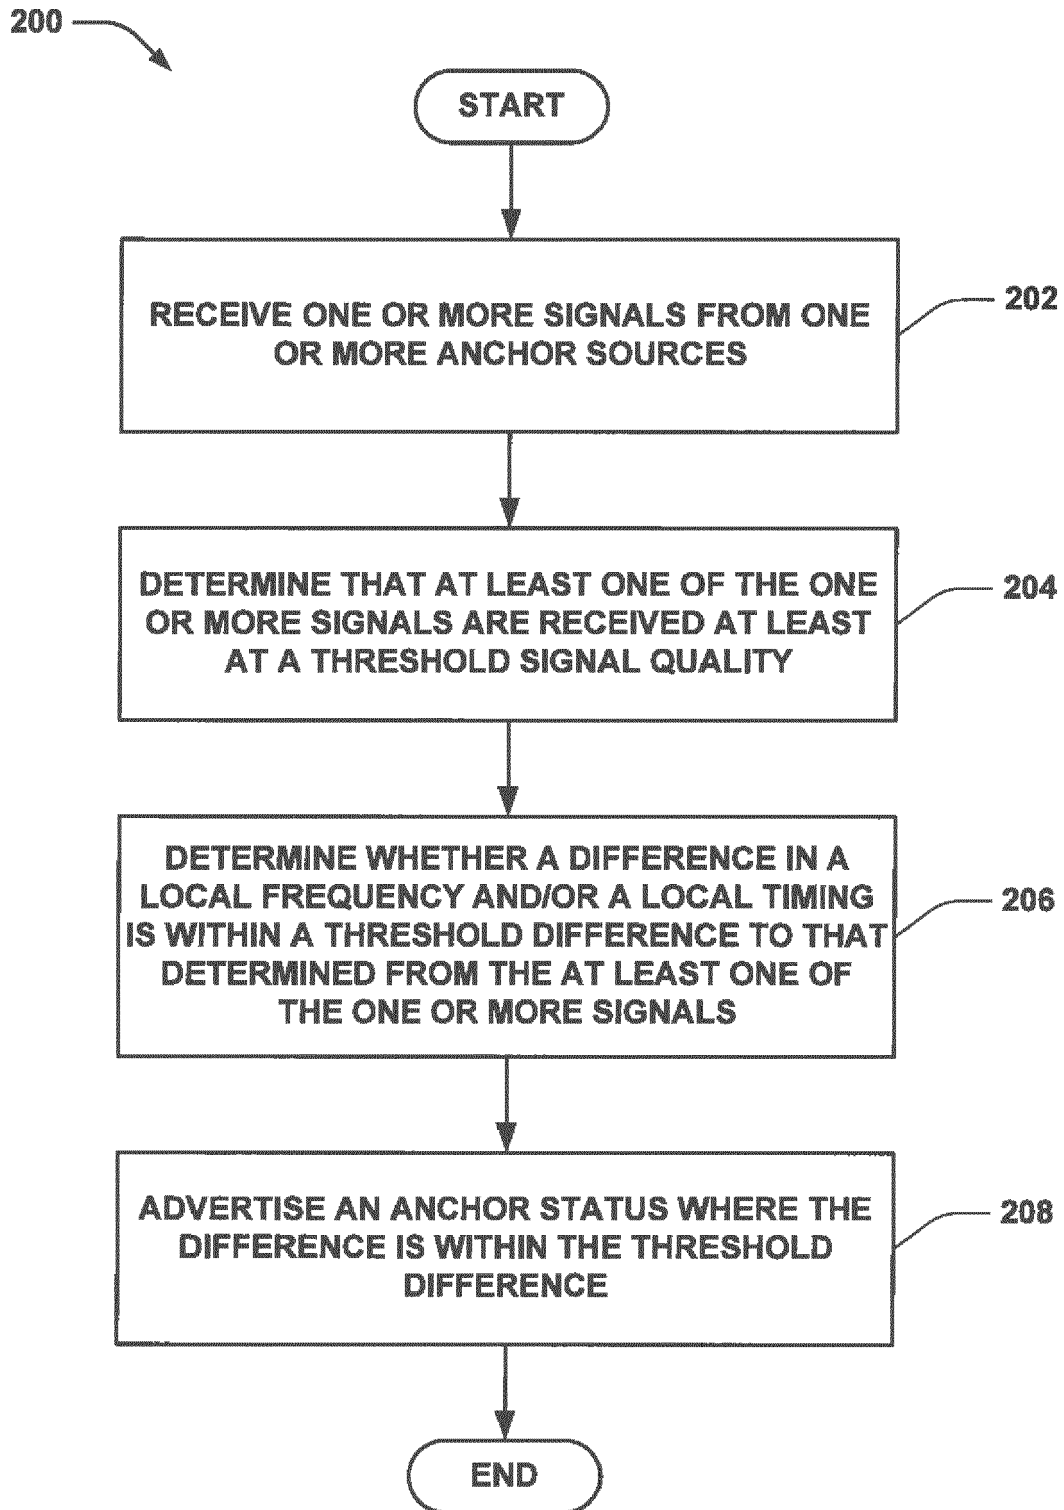 200
START
RECEIVE ONE OR MORE SIGNALS FROM ONE
OR MORE ANCHOR SOURCES
202
DETERMINE THAT AT LEAST ONE OF THE ONE
OR MORE SIGNALS ARE RECEIVED AT LEAST
AT A THRESHOLD SIGNAL QUALITY
204
DETERMINE WHETHER A DIFFERENCE IN A
LOCAL FREQUENCY AND/OR A LOCAL TIMING
IS WITHIN A THRESHOLD DIFFERENCE TO THAT
DETERMINED FROM THE AT LEAST ONE OF
THE ONE OR MORE SIGNALS
206
ADVERTISE AN ANCHOR STATUS WHERE THE
DIFFERENCE IS WITHIN THE THRESHOLD
DIFFERENCE
208
END